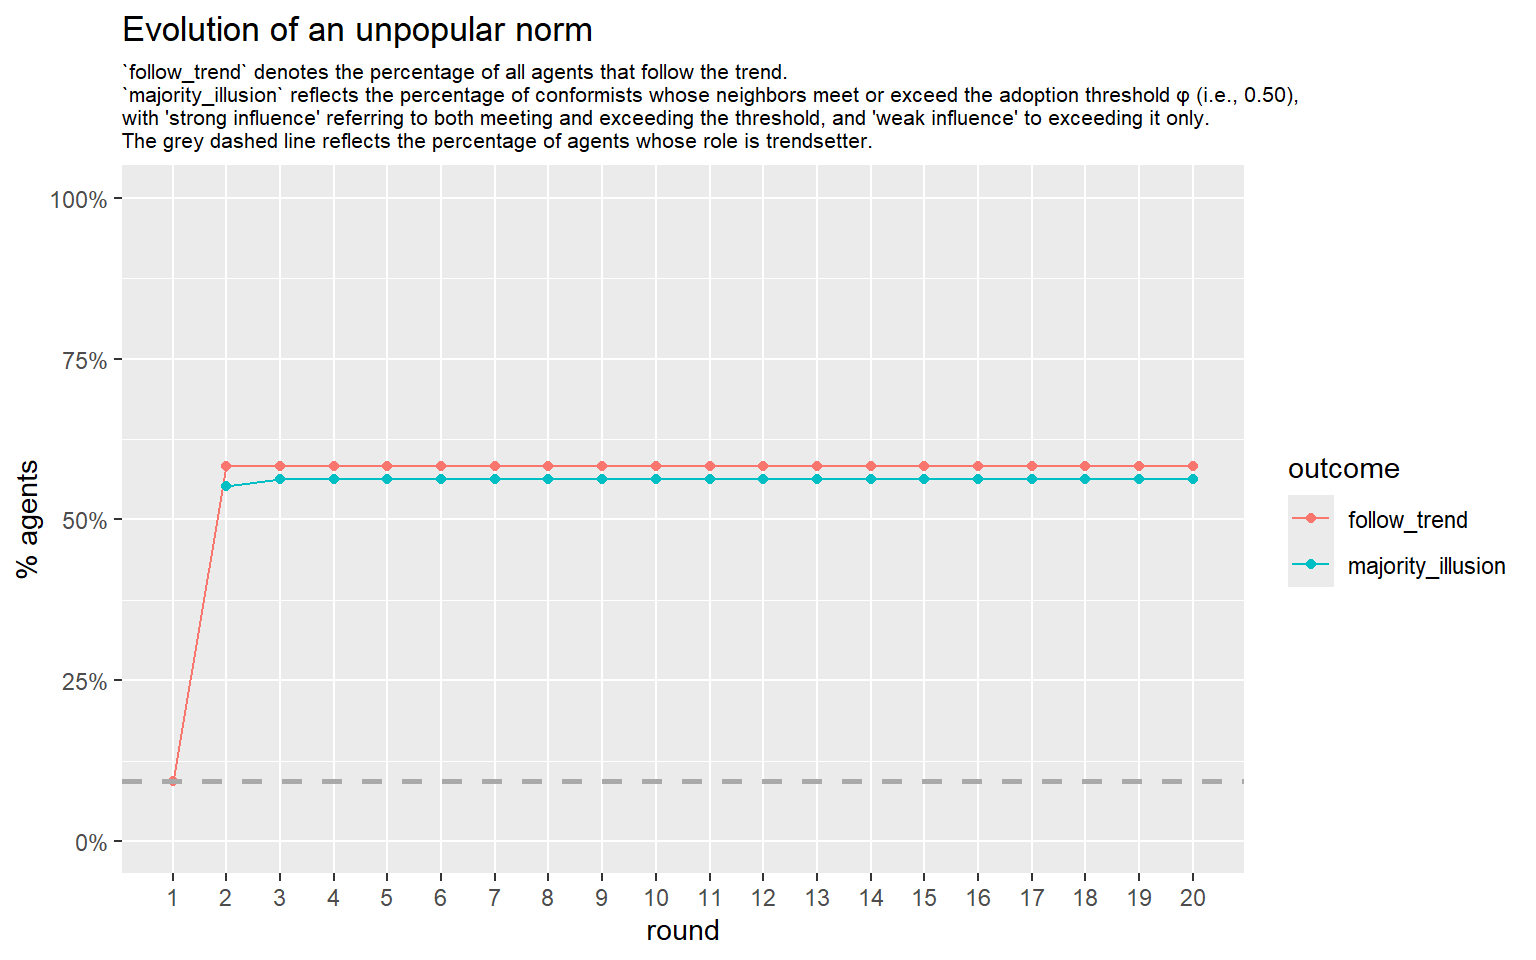 Evolution of an unpopular norm
`follow_trend` denotes the percentage of all agents that follow the trend.
`majority_illusion` reflects the percentage of conformists whose neighbors meet or exceed the adoption threshold φ (i.e., 0.50),
with 'strong influence' referring to both meeting and exceeding the threshold, and 'weak influence' to exceeding it only.
The grey dashed line reflects the percentage of agents whose role is trendsetter.
100%
75%
50%
25%
0%
% agents
1 2 3 4 5 6 7 8 9 10 11 12 13 14 15 16 17 18 19 20
round
outcome
follow_trend
majority_illusion